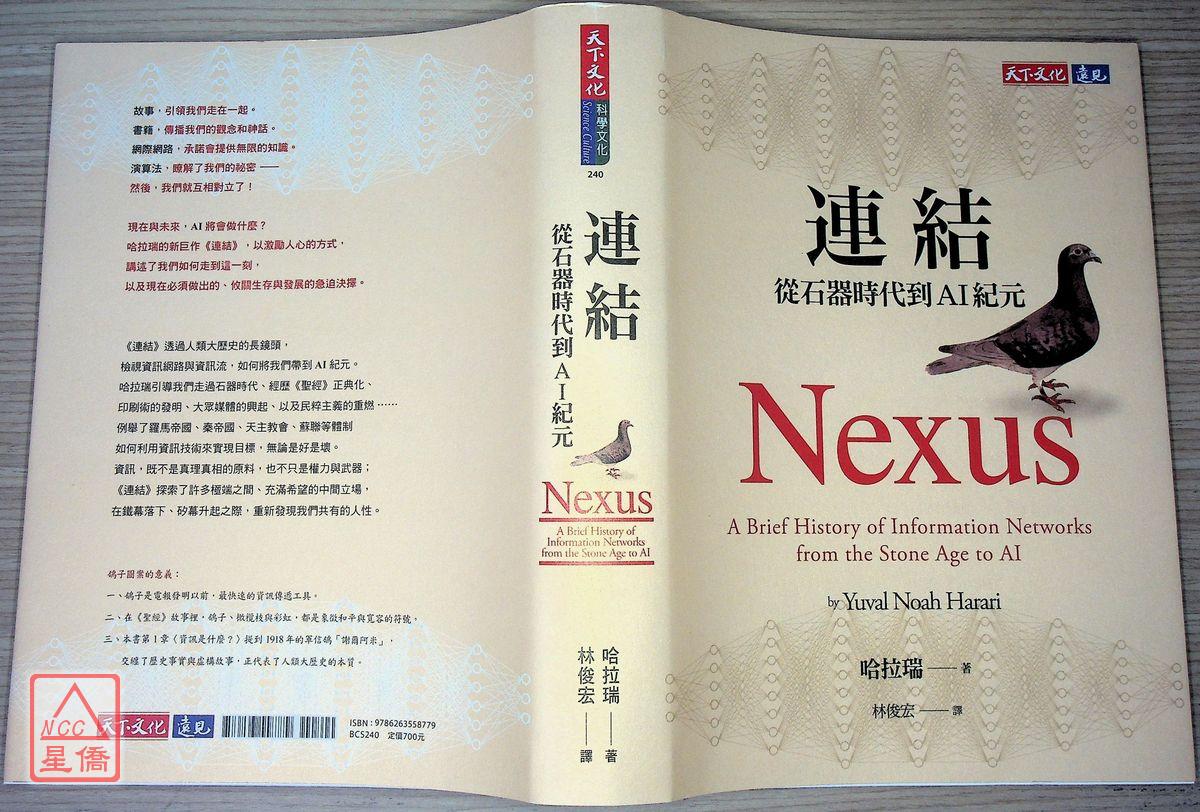 故事，引領我們走在一起。
書籍，傳播我們的觀念和神話。
網際網路，承諾會提供無限的知識。
演算法，瞭解了我們的祕密——
然後，我們就互相對立了！
現在與未來，AI 將會做什麼？
哈拉瑞的新巨作《連結》，以激勵人心的方式，
講述了我們如何走到這一刻，
以及現在必須做出的、攸關生存與發展的急迫決擇。
《連結》透過人類大歷史的長鏡頭，
檢視資訊網路與資訊流，如何將我們帶到 AI 紀元。
哈拉瑞引導我們走過石器時代、經歷《聖經》正典化、
印刷術的發明、大眾媒體的興起、以及民粹主義的重燃……
例舉了羅馬帝國、秦帝國、天主教會、蘇聯等體制
如何利用資訊技術來實現目標，無論是好是壞。
資訊，既不是真理真相的原料，也不只是權力與武器；
《連結》探索了許多極端之間、充滿希望的中間立場，
在鐵幕落下、矽幕升起之際，重新發現我們共有的人性。
鴿子圖案的意義：
一、鴿子是電報發明以前，最快速的資訊傳遞工具。
二、在《聖經》故事裡，鴿子、橄欖枝與彩虹，都是象徵和平與寬容的符號。
三、本書第 1 章〈資訊是什麼？〉提到 1918 年的軍信鴿「謝爾阿米」，
交織了歷史事實與虛構故事，正代表了人類大歷史的本質。
NCC
星僑
天下文化 遠見
ISBN：9786263558779
BCS240 定價700元
天下文化
科學文化
Science Culture
240
連結
從石器時代到AI紀元
Nexus
A Brief History of
Information Networks
from the Stone Age to AI
哈拉瑞——著
林俊宏——譯
天下文化 遠見
連結
從石器時代到AI紀元
Nexus
A Brief History of Information Networks
from the Stone Age to AI
by Yuval Noah Harari
哈拉瑞——著
林俊宏——譯